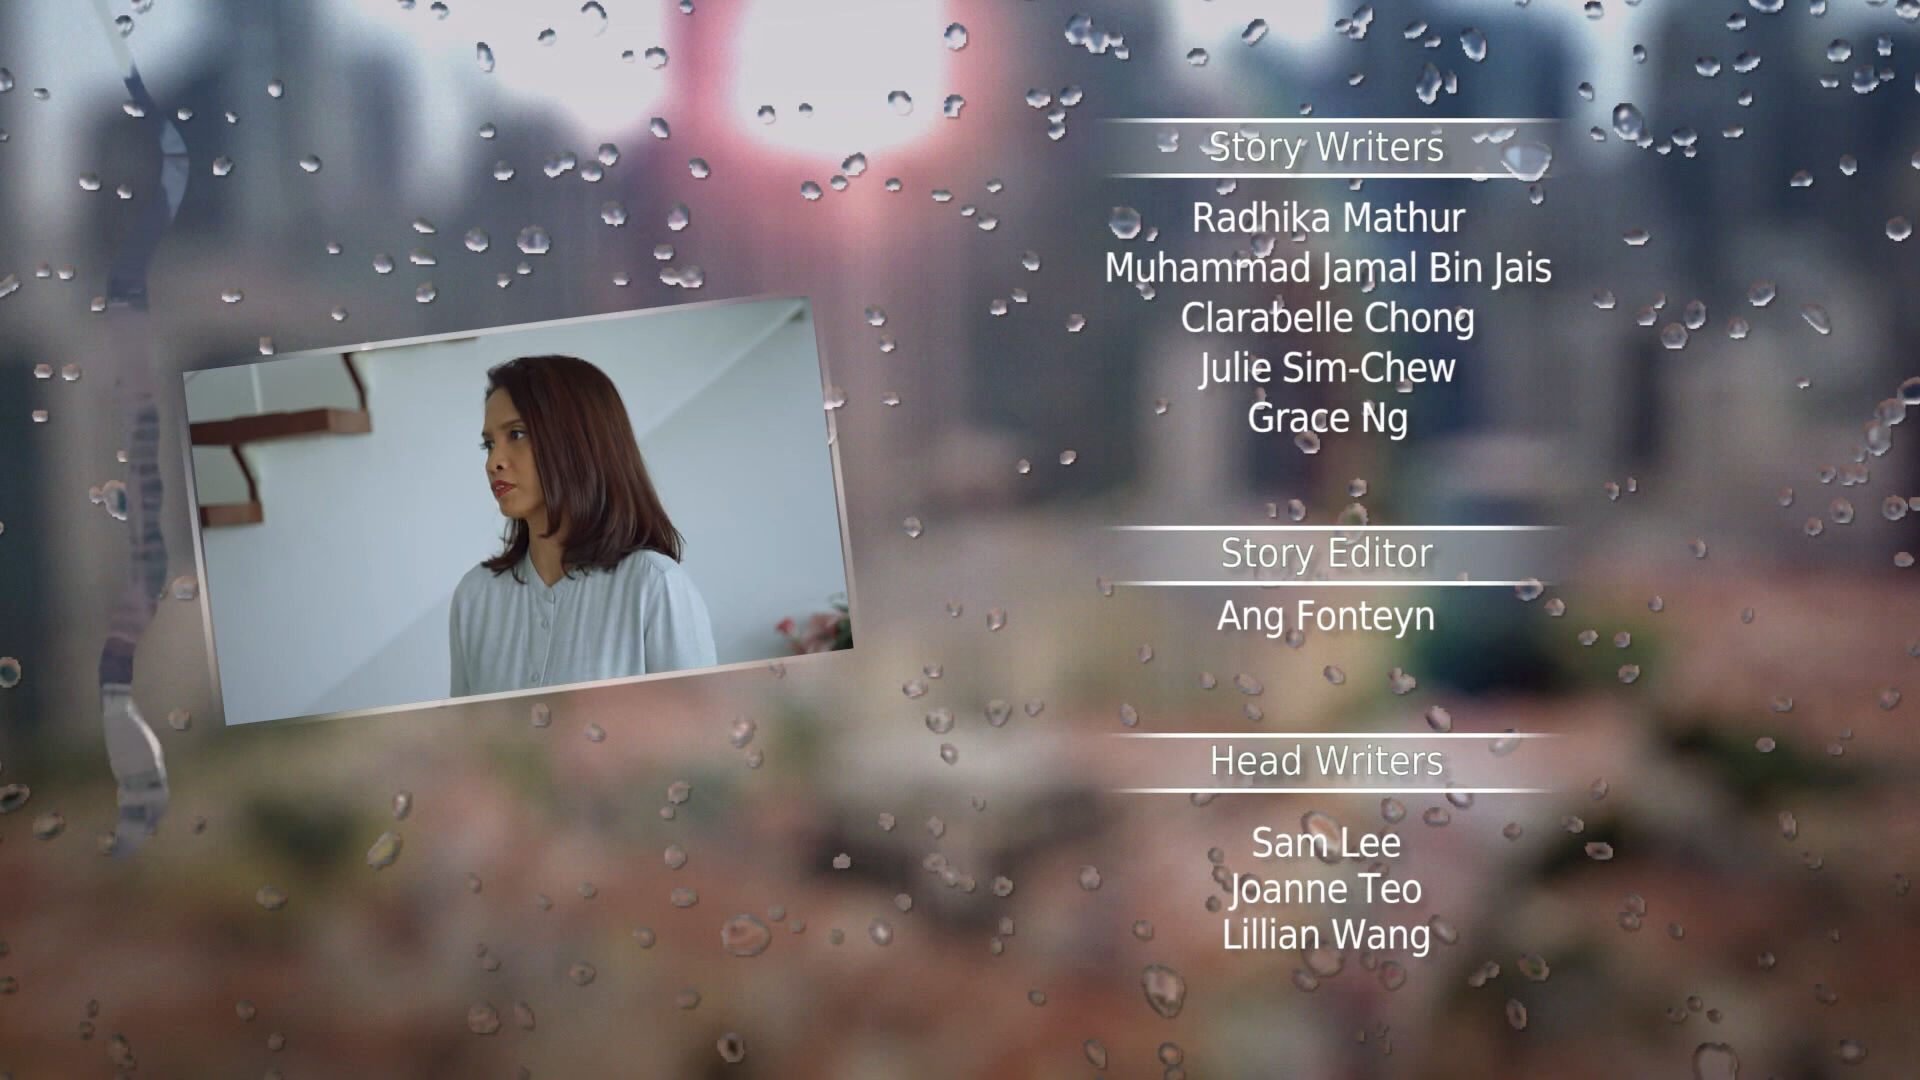 Story Writers
Radhika Mathur
Muhammad Jamal Bin Jais
Clarabelle Chong
Julie Sim-Chew
Grace Ng
Story Editor
Ang Fonteyn
Head Writers
Sam Lee
Joanne Teo
Lillian Wang